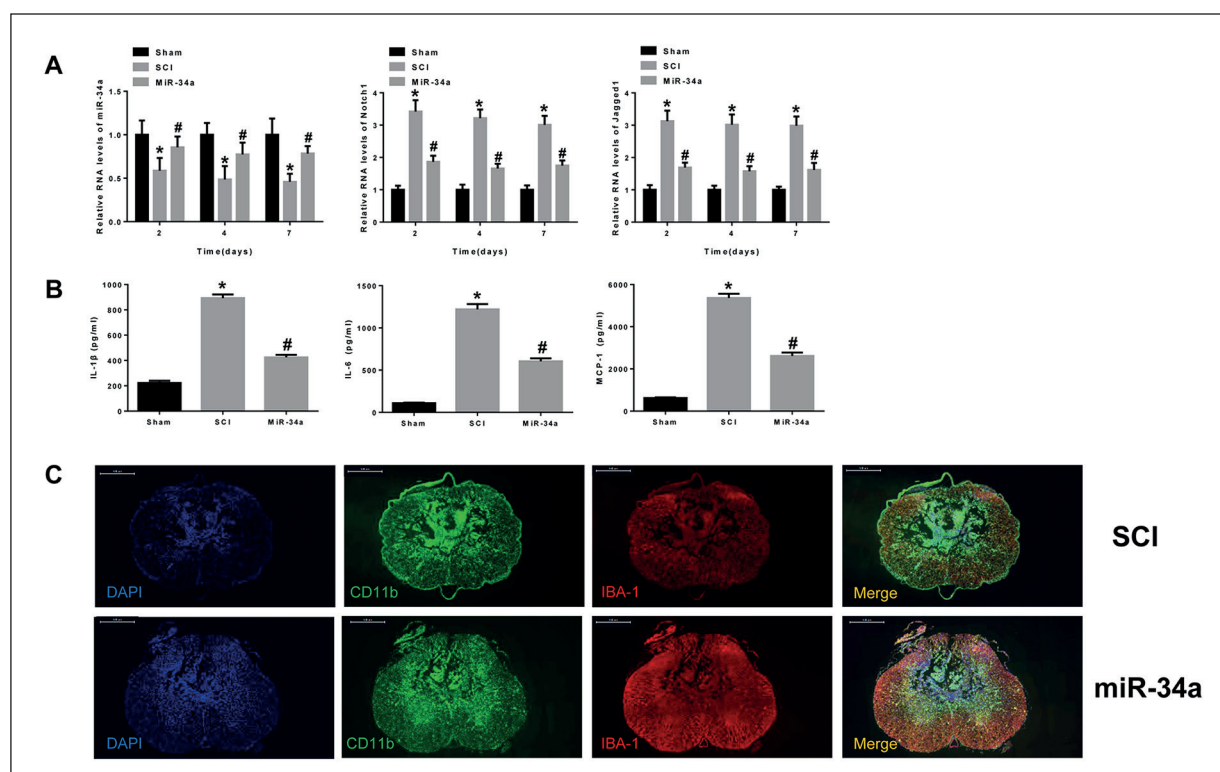 A
Sham
SCI
MiR-34a
Relative RNA levels of miR-34a
1.5
1.0
0.5
0.0
2 4 7
Time(days)
Sham
SCI
MiR-34a
Relative RNA levels of Notch1
4
3
2
1
0
2 4 7
Time(days)
Sham
SCI
MiR-34a
Relative RNA levels of Jagged1
4
3
2
1
0
2 4 7
Time(days)
* # * # * #
* # * # * #
* # * # * #
B
IL-1β (pg/ml)
1000
800
600
400
200
0
* #
Sham SCI MiR-34a
IL-6 (pg/ml)
1500
1000
500
0
* #
Sham SCI MiR-34a
MCP-1 (pg/ml)
6000
4000
2000
0
* #
Sham SCI MiR-34a
C
DAPI CD11b IBA-1 Merge SCI
DAPI CD11b IBA-1 Merge miR-34a